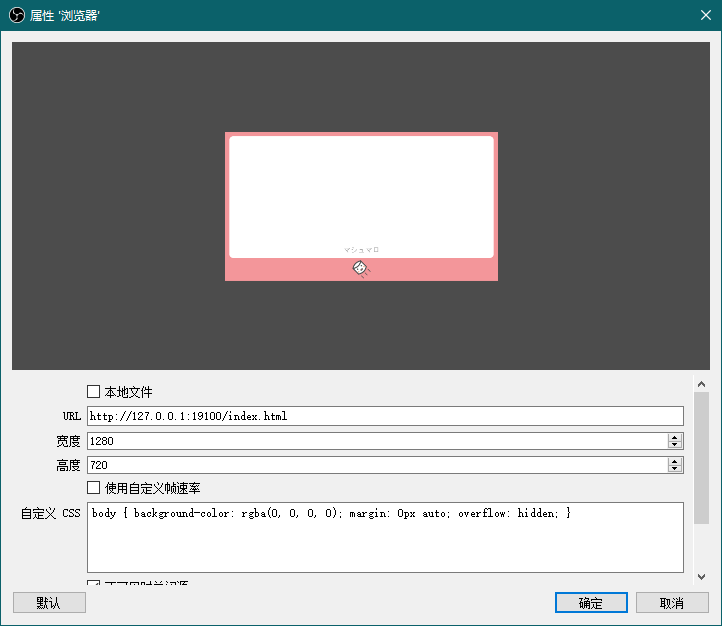 属性 '浏览器'
マシュマロ
本地文件
URL http://127.0.0.1:19100/index.html
宽度 1280
高度 720
使用自定义帧速率
自定义 CSS body { background-color: rgba(0, 0, 0, 0); margin: 0px auto; overflow: hidden; }
默认 确定 取消